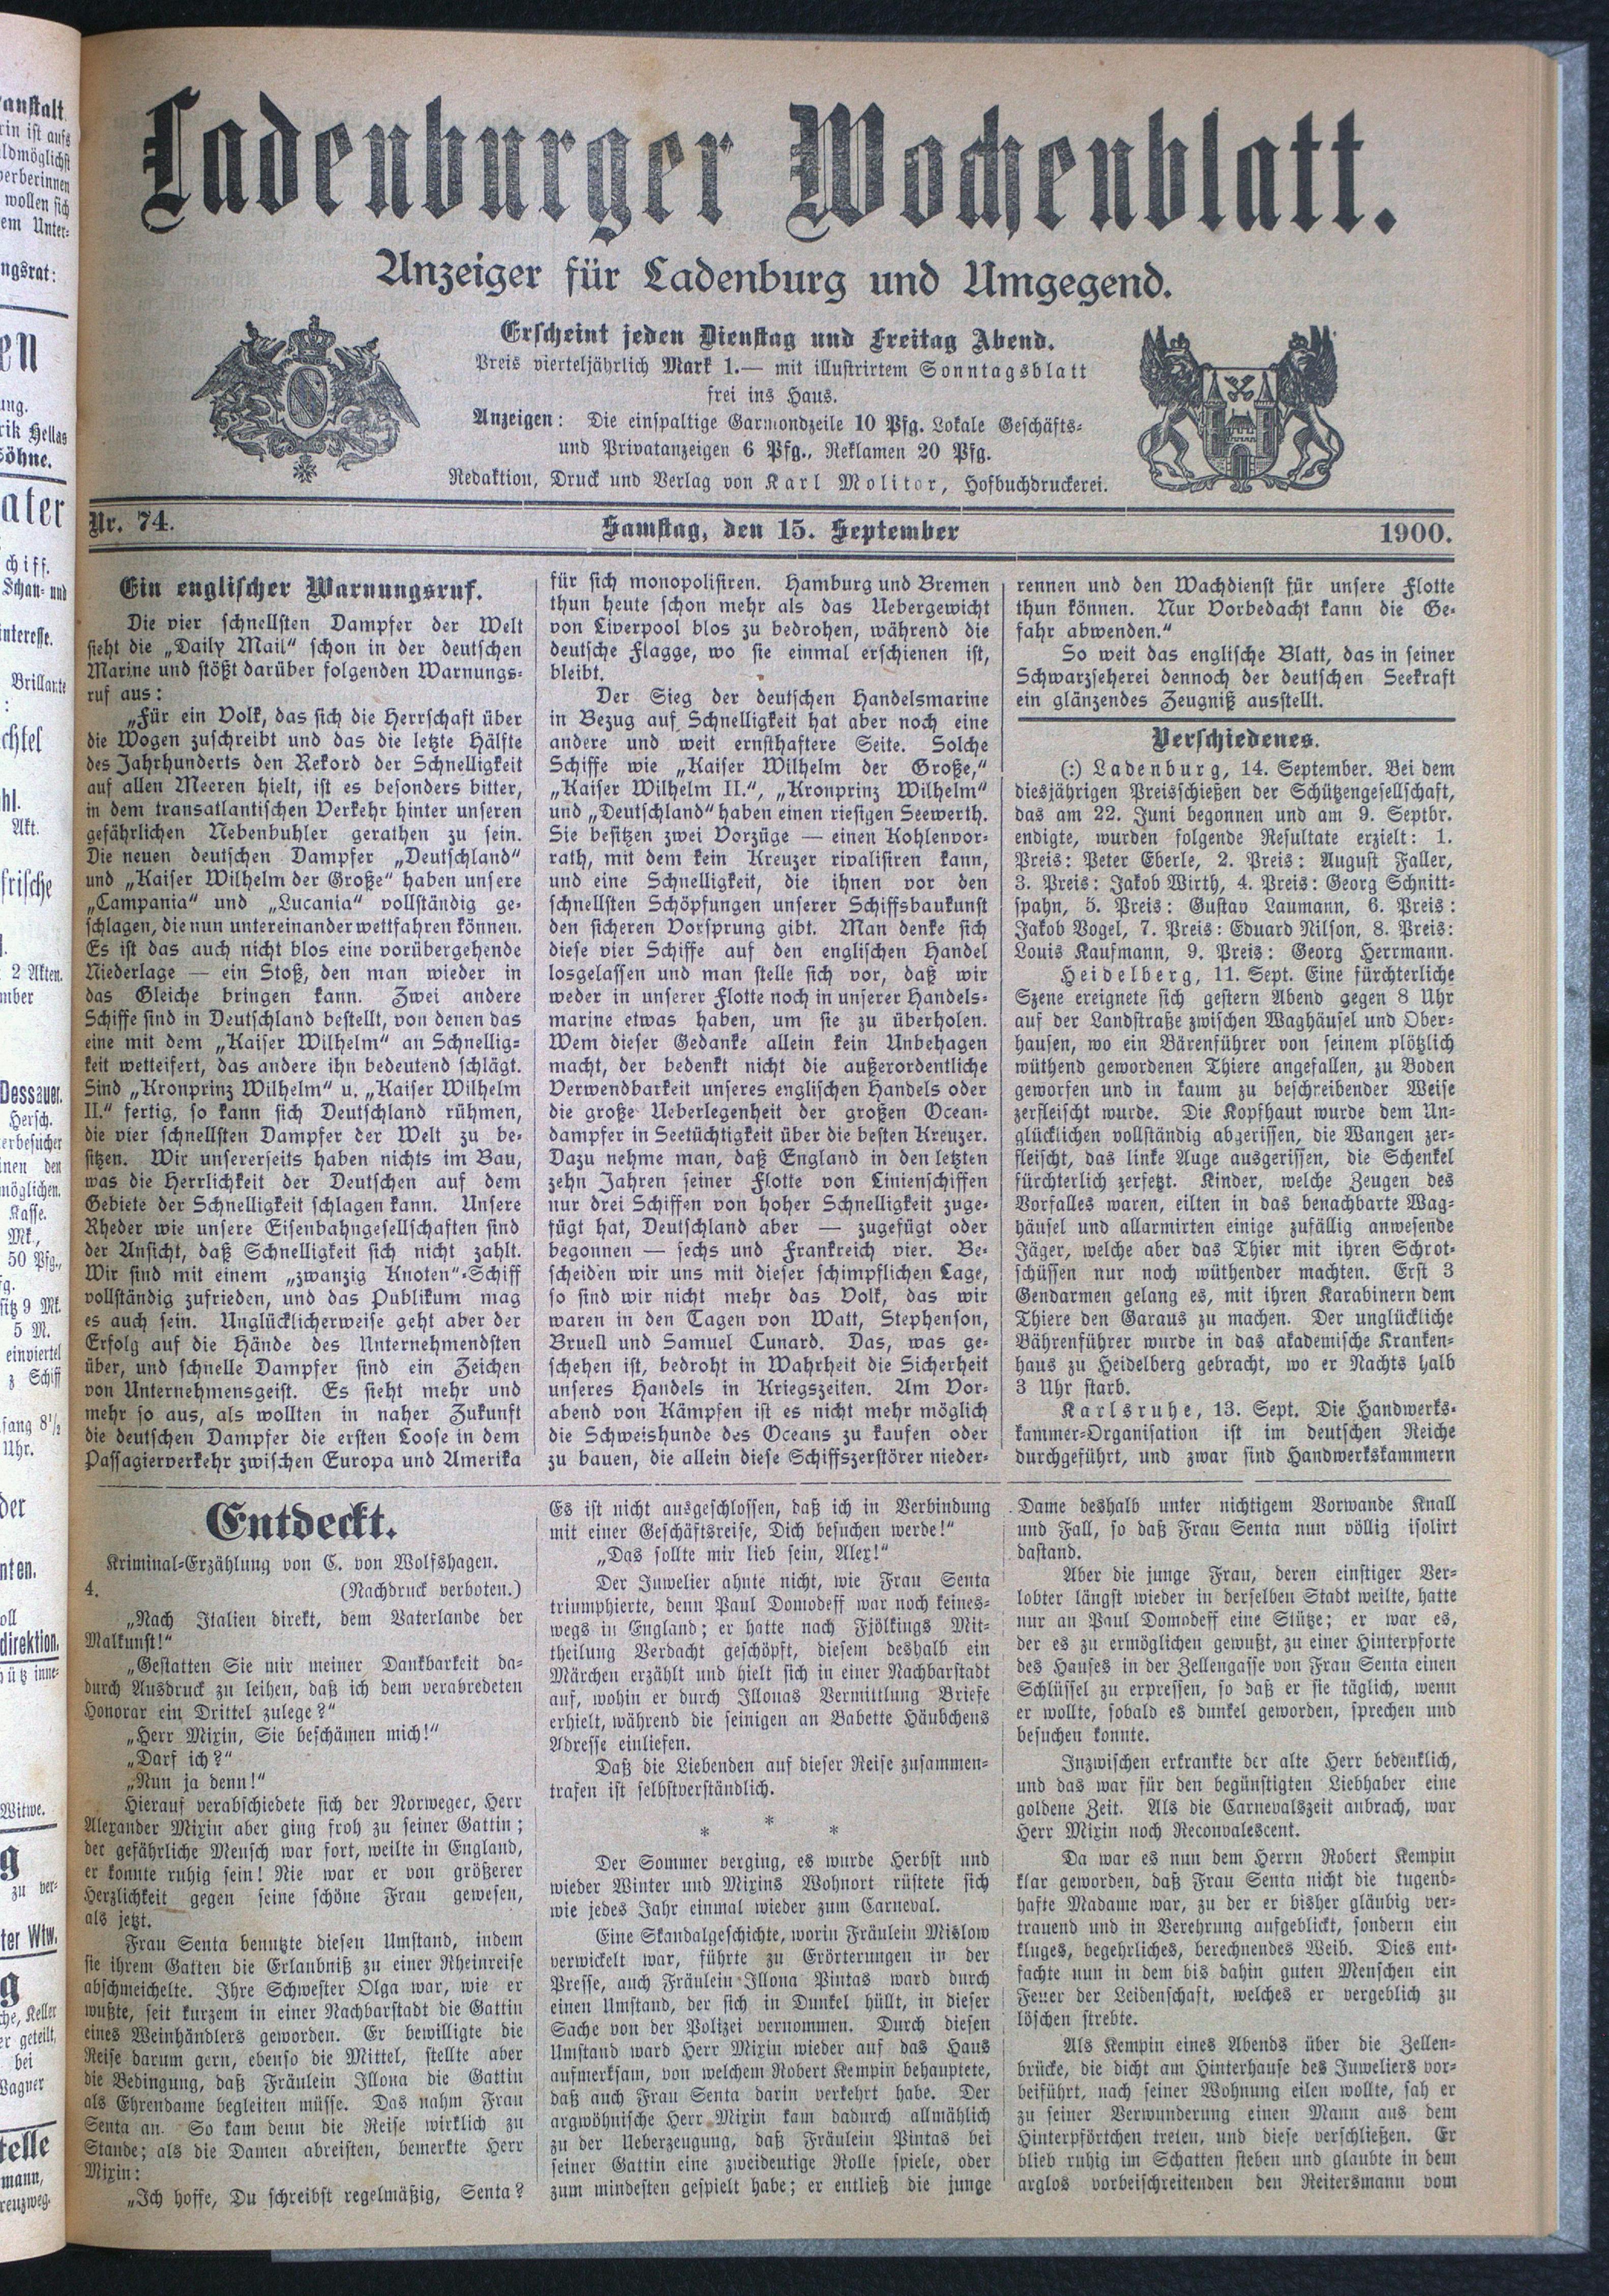 Ladenburger Wochenblatt.
Anzeiger für Ladenburg und Umgegend.
Erscheint jeden Dienstag und Freitag Abend.
Preis vierteljährlich Mark 1.— mit illustrirtem Sonntagsblatt
frei ins Haus.
Anzeigen: Die einspaltige Garmondzeile 10 Pfg. Lokale Geschäfts-
und Privatanzeigen 6 Pfg., Reklamen 20 Pfg.
Redaktion, Druck und Verlag von Karl Molitor, Hofbuchdruckerei.
Nr. 74. Samstag, den 15. September 1900.
Ein englischer Warnungsruf.
Die vier schnellsten Dampfer der Welt
sieht die „Daily Mail“ schon in der deutschen
Marine und stößt darüber folgenden Warnungs-
ruf aus:
„Für ein Volk, das sich die Herrschaft über
die Wogen zuschreibt und das die letzte Hälfte
des Jahrhunderts den Rekord der Schnelligkeit
auf allen Meeren hielt, ist es besonders bitter,
in dem transatlantischen Verkehr hinter unseren
gefährlichen Nebenbuhler gerathen zu sein.
Die neuen deutschen Dampfer „Deutschland“
und „Kaiser Wilhelm der Große“ haben unsere
„Campania“ und „Lucania“ vollständig ge-
schlagen, die nun untereinander wettfahren können.
Es ist das auch nicht blos eine vorübergehende
Niederlage — ein Stoß, den man wieder in
das Gleiche bringen kann. Zwei andere
Schiffe sind in Deutschland bestellt, von denen das
eine mit dem „Kaiser Wilhelm“ an Schnellig-
keit wetteifert, das andere ihn bedeutend schlägt.
Sind „Kronprinz Wilhelm“ u. „Kaiser Wilhelm
II.“ fertig, so kann sich Deutschland rühmen,
die vier schnellsten Dampfer der Welt zu be-
sitzen. Wir unsererseits haben nichts im Bau,
was die Herrlichkeit der Deutschen auf dem
Gebiete der Schnelligkeit schlagen kann. Unsere
Rheder wie unsere Eisenbahngesellschaften sind
der Ansicht, daß Schnelligkeit sich nicht zahlt.
Wir sind mit einem „zwanzig Knoten“-Schiff
vollständig zufrieden, und das Publikum mag
es auch sein. Unglücklicherweise geht aber der
Erfolg auf die Hände des Unternehmendsten
über, und schnelle Dampfer sind ein Zeichen
von Unternehmensgeist. Es sieht mehr und
mehr so aus, als wollten in naher Zukunft
die deutschen Dampfer die ersten Loose in dem
Passagierverkehr zwischen Europa und Amerika
für sich monopolisiren. Hamburg und Bremen
thun heute schon mehr als das Uebergewicht
von Liverpool blos zu bedrohen, während die
deutsche Flagge, wo sie einmal erschienen ist,
bleibt.
Der Sieg der deutschen Handelsmarine
in Bezug auf Schnelligkeit hat aber noch eine
andere und weit ernsthaftere Seite. Solche
Schiffe wie „Kaiser Wilhelm der Große,“
„Kaiser Wilhelm II.“, „Kronprinz Wilhelm“
und „Deutschland“ haben einen riesigen Seewerth.
Sie besitzen zwei Vorzüge — einen Kohlenvor-
rath, mit dem kein Kreuzer rivalisiren kann,
und eine Schnelligkeit, die ihnen vor den
schnellsten Schöpfungen unserer Schiffsbaukunst
den sicheren Vorsprung gibt. Man denke sich
diese vier Schiffe auf den englischen Handel
losgelassen und man stelle sich vor, daß wir
weder in unserer Flotte noch in unserer Handels-
marine etwas haben, um sie zu überholen.
Wem dieser Gedanke allein kein Unbehagen
macht, der bedenkt nicht die außerordentliche
Verwendbarkeit unseres englischen Handels oder
die große Ueberlegenheit der großen Ocean-
dampfer in Seetüchtigkeit über die besten Kreuzer.
Dazu nehme man, daß England in den letzten
zehn Jahren seiner Flotte von Linienschiffen
nur drei Schiffen von hoher Schnelligkeit zuge-
fügt hat, Deutschland aber — zugefügt oder
begonnen — sechs und Frankreich vier. Be-
scheiden wir uns mit dieser schimpflichen Lage,
so sind wir nicht mehr das Volk, das wir
waren in den Tagen von Watt, Stephenson,
Bruell und Samuel Cunard. Das, was ge-
schehen ist, bedroht in Wahrheit die Sicherheit
unseres Handels in Kriegszeiten. Am Vor-
abend von Kämpfen ist es nicht mehr möglich
die Schweishunde des Oceans zu kaufen oder
zu bauen, die allein diese Schiffszerstörer nieder-
rennen und den Wachdienst für unsere Flotte
thun können. Nur Vorbedacht kann die Ge-
fahr abwenden.“
So weit das englische Blatt, das in seiner
Schwarzseherei dennoch der deutschen Seekraft
ein glänzendes Zeugniß ausstellt.
Verschiedenes.
(:) Ladenburg, 14. September. Bei dem
diesjährigen Preisschießen der Schützengesellschaft,
das am 22. Juni begonnen und am 9. Septbr.
endigte, wurden folgende Resultate erzielt: 1.
Preis: Peter Eberle, 2. Preis: August Faller,
3. Preis: Jakob Wirth, 4. Preis: Georg Schnitt-
spahn, 5. Preis: Gustav Laumann, 6. Preis:
Jakob Vogel, 7. Preis: Eduard Nilson, 8. Preis:
Louis Kaufmann, 9. Preis: Georg Herrmann.
Heidelberg, 11. Sept. Eine fürchterliche
Szene ereignete sich gestern Abend gegen 8 Uhr
auf der Landstraße zwischen Waghäusel und Ober-
hausen, wo ein Bärenführer von seinem plötzlich
wüthend gewordenen Thiere angefallen, zu Boden
geworfen und in kaum zu beschreibender Weise
zerfleischt wurde. Die Kopfhaut wurde dem Un-
glücklichen vollständig abgerissen, die Wangen zer-
fleischt, das linke Auge ausgerissen, die Schenkel
fürchterlich zersetzt. Kinder, welche Zeugen des
Vorfalles waren, eilten in das benachbarte Wag-
häusel und allarmirten einige zufällig anwesende
Jäger, welche aber das Thier mit ihren Schrot-
schüssen nur noch wüthender machten. Erst 3
Gendarmen gelang es, mit ihren Karabinern dem
Thiere den Garaus zu machen. Der unglückliche
Bährenführer wurde in das akademische Kranken-
haus zu Heidelberg gebracht, wo er Nachts halb
3 Uhr starb.
Karlsruhe, 13. Sept. Die Handwerks-
kammer-Organisation ist im deutschen Reiche
durchgeführt, und zwar sind Handwerkskammern
Entdeckt.
Kriminal-Erzählung von C. von Wolfshagen.
4. (Nachdruck verboten.)
„Nach Italien direkt, dem Vaterlande der
Malkunst!“
„Gestatten Sie mir meiner Dankbarkeit da-
durch Ausdruck zu leihen, daß ich dem verabredeten
Honorar ein Drittel zulege?“
„Herr Mixin, Sie beschämen mich!“
„Darf ich?“
„Nun ja denn!“
Hierauf verabschiedete sich der Norweger, Herr
Alexander Mixin aber ging froh zu seiner Gattin;
der gefährliche Mensch war fort, weilte in England,
er konnte ruhig sein! Nie war er von größerer
Herzlichkeit gegen seine schöne Frau gewesen,
als jetzt.
Frau Senta benutzte diesen Umstand, indem
sie ihrem Gatten die Erlaubniß zu einer Rheinreise
abschmeichelte. Ihre Schwester Olga war, wie er
wußte, seit kurzem in einer Nachbarstadt die Gattin
eines Weinhändlers geworden. Er bewilligte die
Reise darum gern, ebenso die Mittel, stellte aber
die Bedingung, daß Fräulein Illona die Gattin
als Ehrendame begleiten müsse. Das nahm Frau
Senta an. So kam denn die Reise wirklich zu
Stande; als die Damen abreisten, bemerkte Herr
Mixin:
„Ich hoffe, Du schreibst regelmäßig, Senta?
Es ist nicht ausgeschlossen, daß ich in Verbindung
mit einer Geschäftsreise, Dich besuchen werde!“
„Das sollte mir lieb sein, Alex!“
Der Juwelier ahnte nicht, wie Frau Senta
triumphierte, denn Paul Domodeff war noch keines-
wegs in England; er hatte nach Fjölkings Mit-
theilung Verdacht geschöpft, diesem deshalb ein
Märchen erzählt und hielt sich in einer Nachbarstadt
auf, wohin er durch Illonas Vermittlung Briefe
erhielt, während die seinigen an Babette Häubchens
Adresse einliefen.
Daß die Liebenden auf dieser Reise zusammen-
trafen ist selbstverständlich.
* * *
Der Sommer verging, es wurde Herbst und
wieder Winter und Mixins Wohnort rüstete sich
wie jedes Jahr einmal wieder zum Carneval.
Eine Skandalgeschichte, worin Fräulein Mislow
verwickelt war, führte zu Erörterungen in der
Presse, auch Fräulein Illona Pintas ward durch
einen Umstand, der sich in Dunkel hüllt, in dieser
Sache von der Polizei vernommen. Durch diesen
Umstand ward Herr Mixin wieder auf das Haus
aufmerksam, von welchem Robert Kempin behauptete,
daß auch Frau Senta darin verkehrt habe. Der
argwöhnische Herr Mixin kam dadurch allmählich
zu der Ueberzeugung, daß Fräulein Pintas bei
seiner Gattin eine zweideutige Rolle spiele, oder
zum mindesten gespielt habe; er entließ die junge
Dame deshalb unter nichtigem Vorwande Knall
und Fall, so daß Frau Senta nun völlig isolirt
dastand.
Aber die junge Frau, deren einstiger Ver-
lobter längst wieder in derselben Stadt weilte, hatte
nur an Paul Domodeff eine Stütze; er war es,
der es zu ermöglichen gewußt, zu einer Hinterpforte
des Hauses in der Zellengasse von Frau Senta einen
Schlüssel zu erpressen, so daß er sie täglich, wenn
er wollte, sobald es dunkel geworden, sprechen und
besuchen konnte.
Inzwischen erkrankte der alte Herr bedenklich,
und das war für den begünstigten Liebhaber eine
goldene Zeit. Als die Carnevalszeit anbrach, war
Herr Mixin noch Reconvalescent.
Da war es nun dem Herrn Robert Kempin
klar geworden, daß Frau Senta nicht die tugend-
hafte Madame war, zu der er bisher gläubig ver-
trauend und in Verehrung aufgeblickt, sondern ein
kluges, begehrliches, berechnendes Weib. Dies ent-
fachte nun in dem bis dahin guten Menschen ein
Feuer der Leidenschaft, welches er vergeblich zu
löschen strebte.
Als Kempin eines Abends über die Zellen-
brücke, die dicht am Hinterhause des Juweliers vor-
beiführt, nach seiner Wohnung eilen wollte, sah er
zu seiner Verwunderung einen Mann aus dem
Hinterpförtchen treten, und diese verschließen. Er
blieb ruhig im Schatten stehen und glaubte in dem
arglos vorbeischreitenden den Reitersmann vom